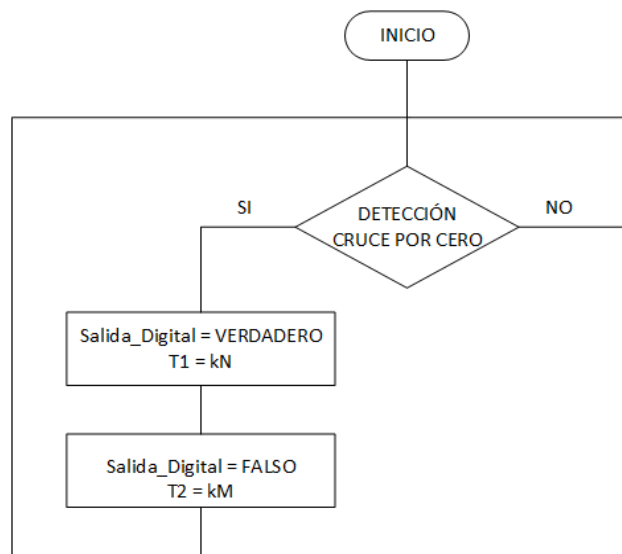 INICIO
SI
DETECCIÓN
CRUCE POR CERO
NO
Salida_Digital = VERDADERO
T1 = kN
Salida_Digital = FALSO
T2 = kM